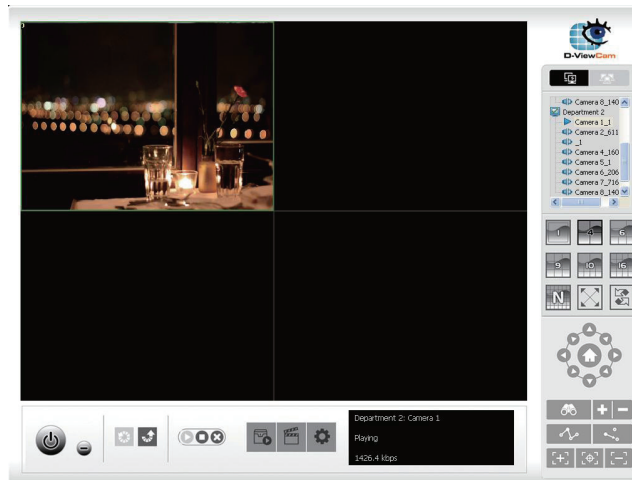 D-ViewCam
Camera 8_140
Department 2
Camera 1_1
Camera 2_611
_1
Camera 4_160
Camera 5_1
Camera 6_206
Camera 7_716
Camera 8_140
1
4
6
9
10
16
N
Department 2: Camera 1
Playing
1426.4 kbps